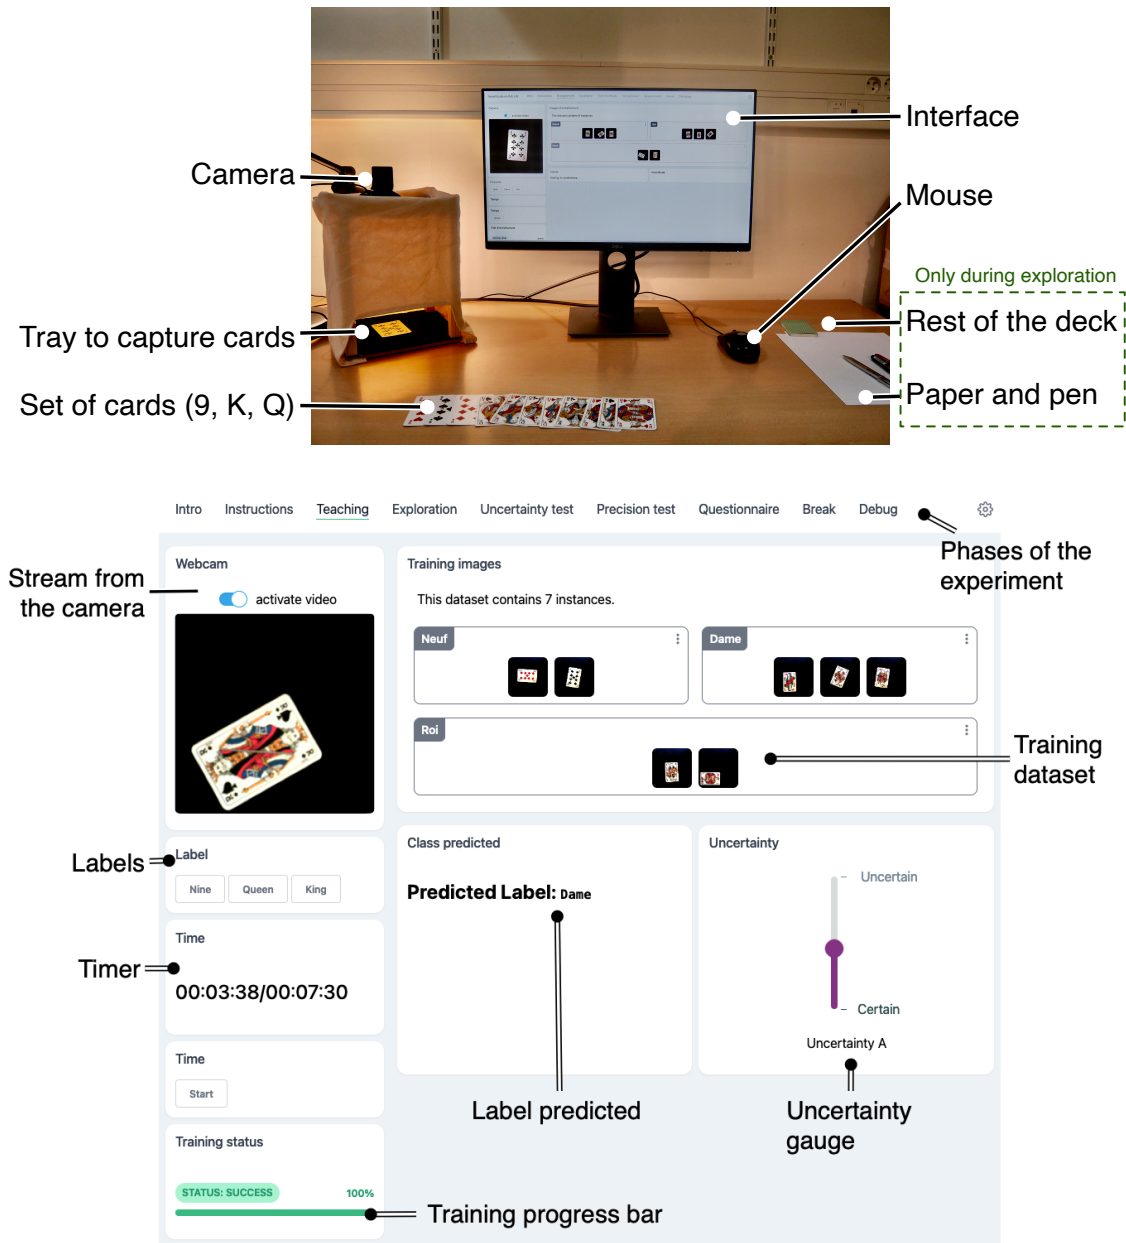 Camera
Tray to capture cards
Set of cards (9, K, Q)
Interface
Mouse
Only during exploration
Rest of the deck
Paper and pen
Intro Instructions Teaching Exploration Uncertainty test Precision test Questionnaire Break Debug
Phases of the
experiment
Stream from
the camera
Webcam
activate video
Training images
This dataset contains 7 instances.
Neuf
Dame
Roi
Training
dataset
Labels
Label
Nine Queen King
Class predicted
Predicted Label: Dame
Uncertainty
Uncertain
Certain
Uncertainty A
Timer
Time
00:03:38/00:07:30
Time
Start
Label predicted
Uncertainty
gauge
Training status
STATUS: SUCCESS 100%
Training progress bar